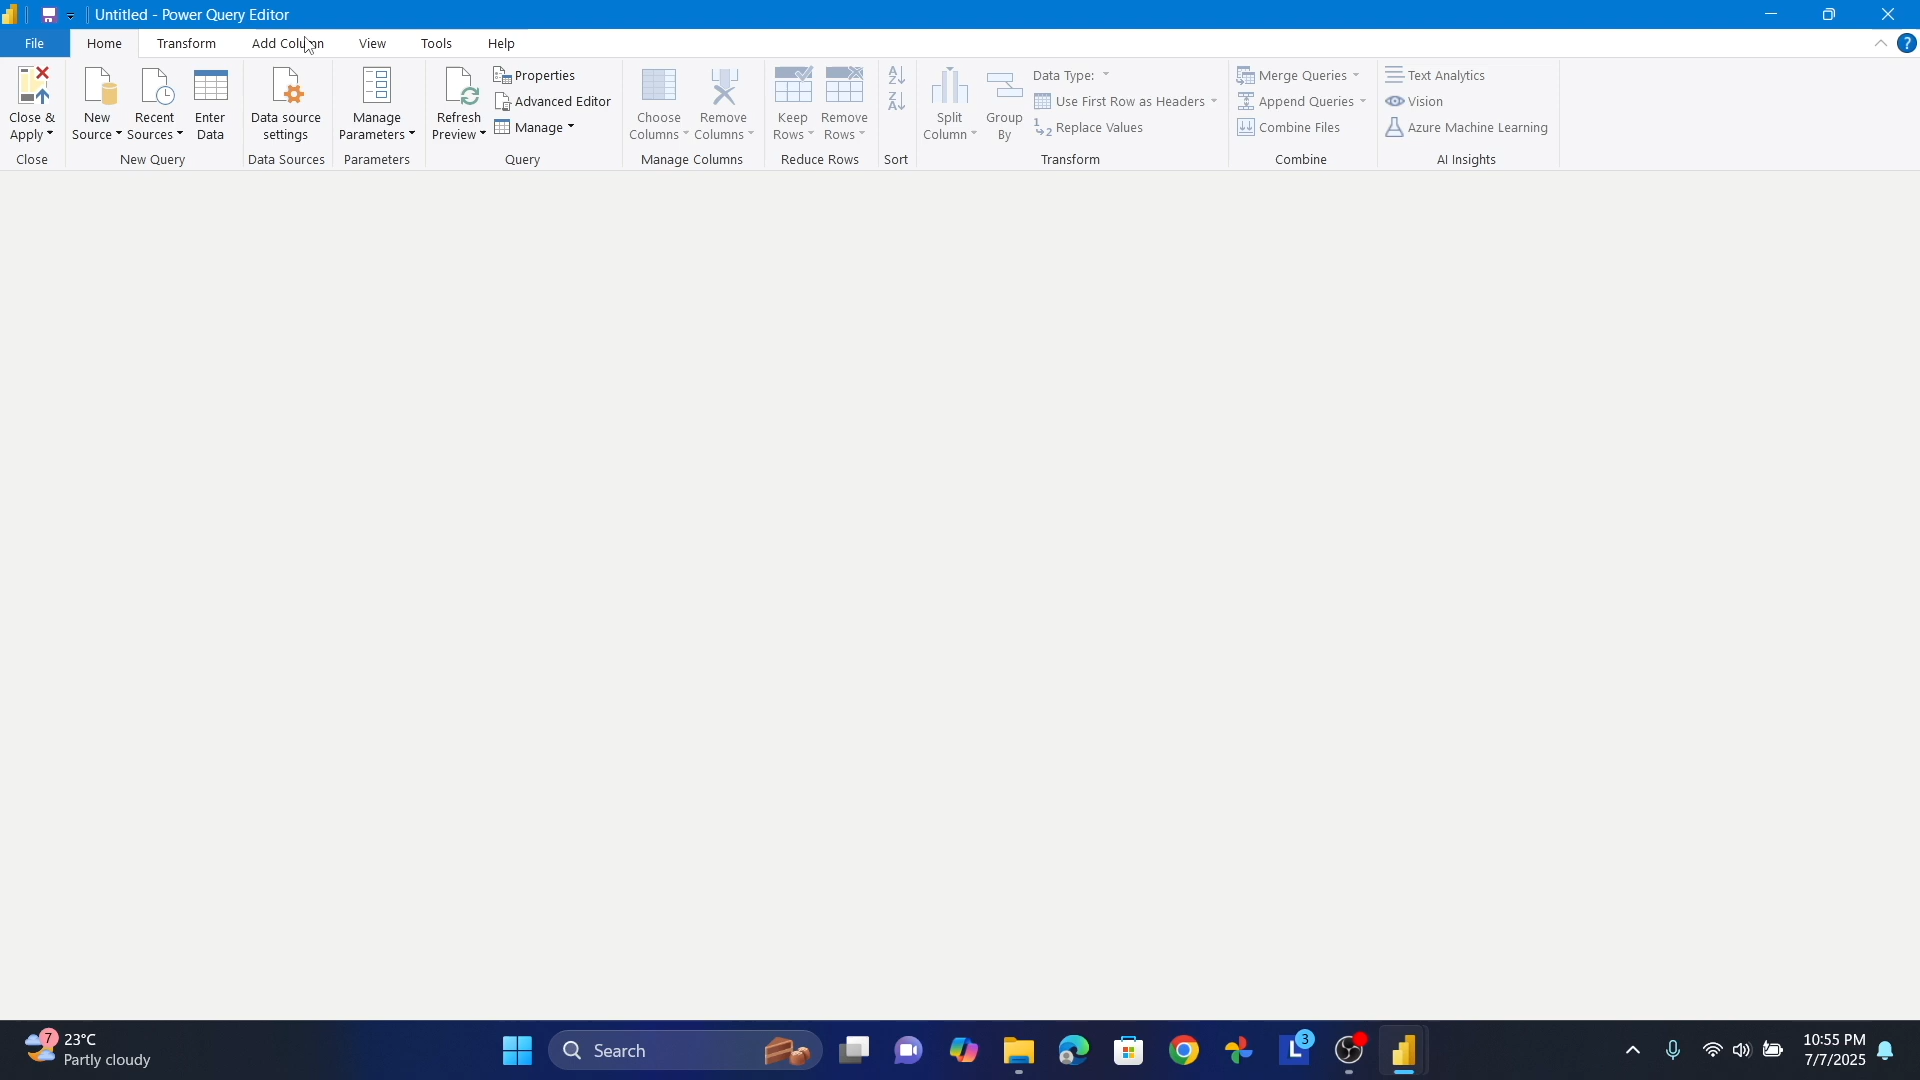 Untitled - Power Query Editor
File Home Transform Add Column View Tools Help
Close & Apply
New Source
Recent Sources
Enter Data
Data source settings
Manage Parameters
Refresh Preview
Properties
Advanced Editor
Manage
Choose Columns
Remove Columns
Keep Rows
Remove Rows
Split Column
Group By
Data Type:
Use First Row as Headers
Replace Values
Merge Queries
Append Queries
Combine Files
Text Analytics
Vision
Azure Machine Learning
Close New Query Data Sources Parameters Query Manage Columns Reduce Rows Sort Transform Combine AI Insights
7
23°C
Partly cloudy
Search
L
3
10:55 PM
7/7/2025